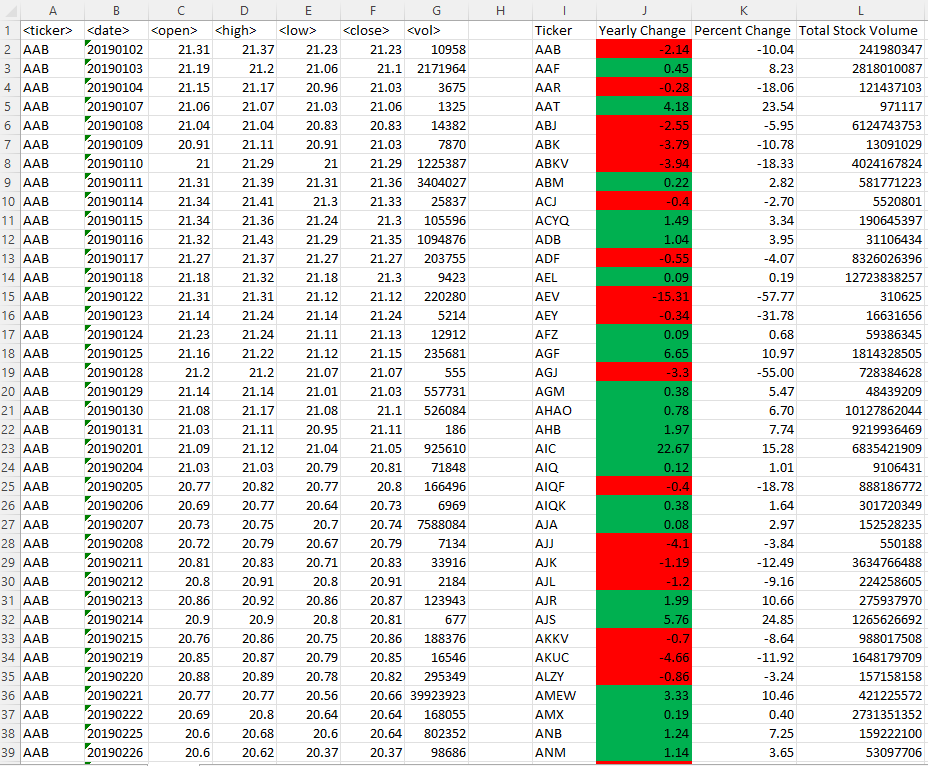 A B C D E F G H I J K L
1 <ticker> <date> <open> <high> <low> <close> <vol> Ticker Yearly Change Percent Change Total Stock Volume
2 AAB 20190102 21.31 21.37 21.23 21.23 10958 AAB -2.14 -10.04 241980347
3 AAB 20190103 21.19 21.2 21.06 21.1 2171964 AAF 0.45 8.23 2818010087
4 AAB 20190104 21.15 21.17 20.96 21.03 3675 AAR -0.28 -18.06 121437103
5 AAB 20190107 21.06 21.07 21.03 21.06 1325 AAT 4.18 23.54 971117
6 AAB 20190108 21.04 21.04 20.83 20.83 14382 ABJ -2.55 -5.95 6124743753
7 AAB 20190109 20.91 21.11 20.91 21.03 7870 ABK -3.79 -10.78 13091029
8 AAB 20190110 21 21.29 21 21.29 1225387 ABKV -3.94 -18.33 4024167824
9 AAB 20190111 21.31 21.39 21.31 21.36 3404027 ABM 0.22 2.82 581771223
10 AAB 20190114 21.34 21.41 21.3 21.33 25837 ACJ -0.4 -2.70 5520801
11 AAB 20190115 21.34 21.36 21.24 21.3 105596 ACYQ 1.49 3.34 190645397
12 AAB 20190116 21.32 21.43 21.29 21.35 1094876 ADB 1.04 3.95 31106434
13 AAB 20190117 21.27 21.37 21.27 21.27 203755 ADF -0.55 -4.07 8326026396
14 AAB 20190118 21.18 21.32 21.18 21.3 9423 AEL 0.09 0.19 12723838257
15 AAB 20190122 21.31 21.31 21.12 21.12 220280 AEV -15.31 -57.77 310625
16 AAB 20190123 21.14 21.24 21.14 21.24 5214 AEY -0.34 -31.78 16631656
17 AAB 20190124 21.23 21.24 21.11 21.13 12912 AFZ 0.09 0.68 59386345
18 AAB 20190125 21.16 21.22 21.12 21.15 235681 AGF 6.65 10.97 1814328505
19 AAB 20190128 21.2 21.2 21.07 21.07 555 AGJ -3.3 -55.00 728384628
20 AAB 20190129 21.14 21.14 21.01 21.03 557731 AGM 0.38 5.47 48439209
21 AAB 20190130 21.08 21.17 21.08 21.1 526084 AHAO 0.78 6.70 10127862044
22 AAB 20190131 21.03 21.11 20.95 21.11 186 AHB 1.97 7.74 9219936469
23 AAB 20190201 21.09 21.12 21.04 21.05 925610 AIC 22.67 15.28 6835421909
24 AAB 20190204 21.03 21.03 20.79 20.81 71848 AIQ 0.12 1.01 9106431
25 AAB 20190205 20.77 20.82 20.77 20.8 166496 AIQF -0.4 -18.78 888186772
26 AAB 20190206 20.69 20.77 20.64 20.73 6969 AIQK 0.38 1.64 301720349
27 AAB 20190207 20.73 20.75 20.7 20.74 7588084 AJA 0.08 2.97 152528235
28 AAB 20190208 20.72 20.79 20.67 20.79 7134 AJJ -4.1 -3.84 550188
29 AAB 20190211 20.81 20.83 20.71 20.83 33916 AJK -1.19 -12.49 3634766488
30 AAB 20190212 20.8 20.91 20.8 20.91 2184 AJL -1.2 -9.16 224258605
31 AAB 20190213 20.86 20.92 20.86 20.87 123943 AJR 1.99 10.66 275937970
32 AAB 20190214 20.9 20.9 20.8 20.81 677 AJS 5.76 24.85 1265626692
33 AAB 20190215 20.76 20.86 20.75 20.86 188376 AKKV -0.7 -8.64 988017508
34 AAB 20190219 20.85 20.87 20.79 20.85 16546 AKUC -4.66 -11.92 1648179709
35 AAB 20190220 20.88 20.89 20.78 20.82 295349 ALZY -0.86 -3.24 157158158
36 AAB 20190221 20.77 20.77 20.56 20.66 39923923 AMEW 3.33 10.46 421225572
37 AAB 20190222 20.69 20.8 20.64 20.64 168055 AMX 0.19 0.40 2731351352
38 AAB 20190225 20.6 20.68 20.6 20.64 802352 ANB 1.24 7.25 159222100
39 AAB 20190226 20.6 20.62 20.37 20.37 98686 ANM 1.14 3.65 53097706